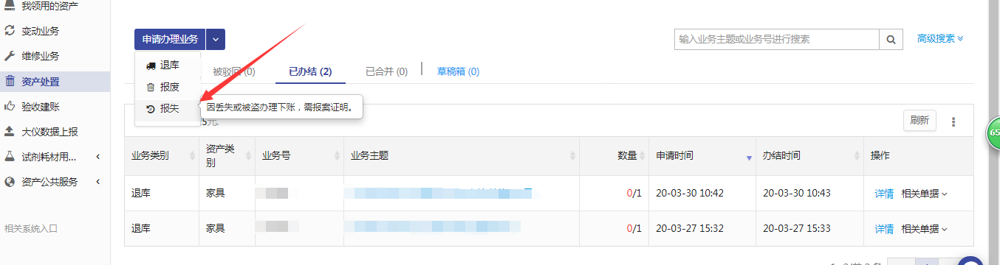 我领用的资产
变动业务
维修业务
资产处置
验收建账
大仪数据上报
试剂耗材用...
资产公共服务
相关系统入口
申请办理业务
输入业务主题或业务号进行搜索
高级搜索
退库
报废
报失
被驳回 (0)
已办结 (2)
已合并 (0)
草稿箱 (0)
因丢失或被盗办理下账，需报案证明。
5元.
刷新
业务类别 资产类别 业务号 业务主题 数量 申请时间 办结时间 操作
退库 家具 0/1 20-03-30 10:42 20-03-30 10:43 详情 相关单据
退库 家具 0/1 20-03-27 15:32 20-03-27 15:33 详情 相关单据
65